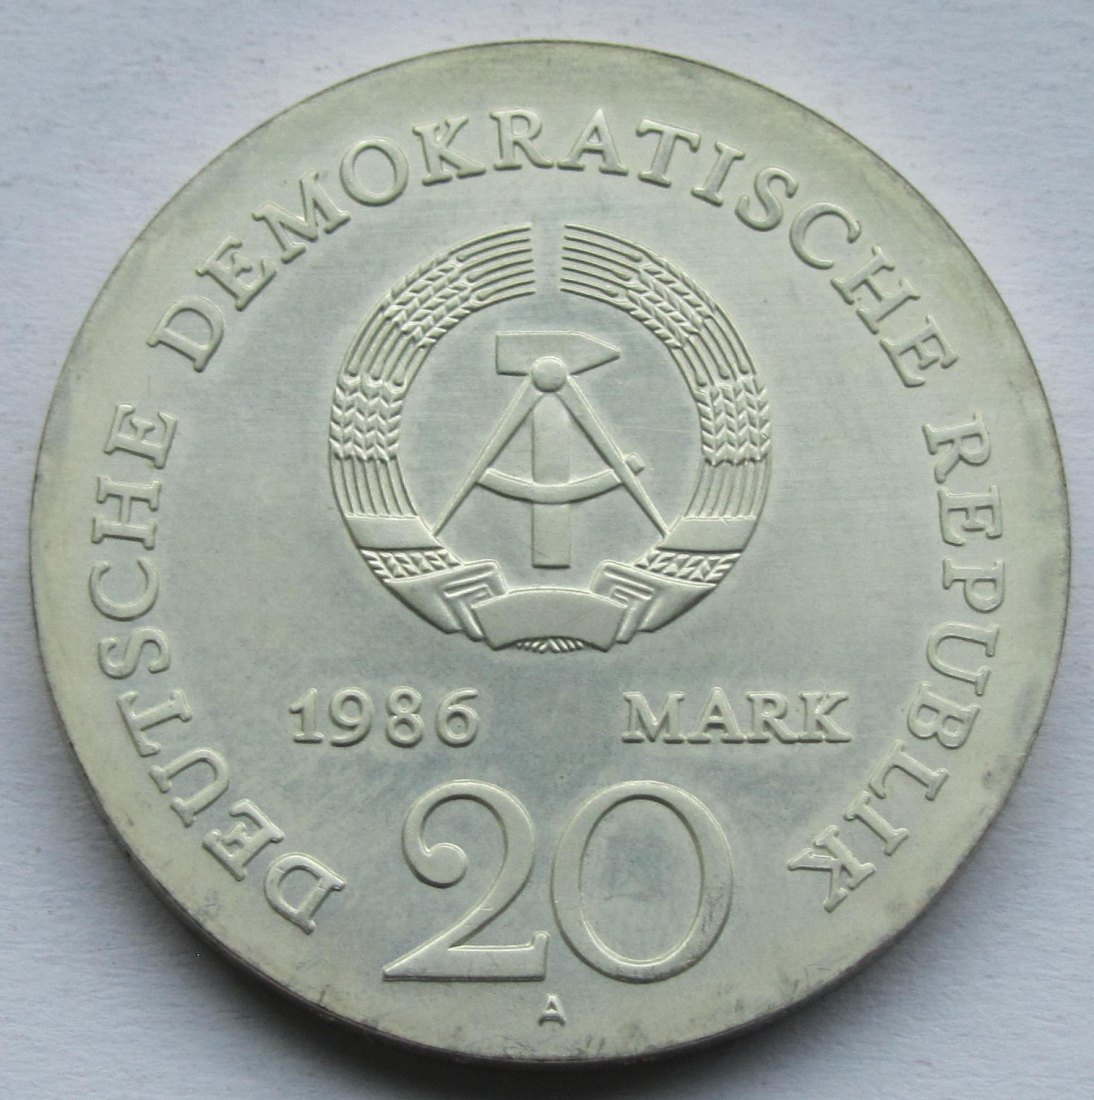 DEUTSCHE DEMOKRATISCHE REPUBLIK
1986 MARK
20
A